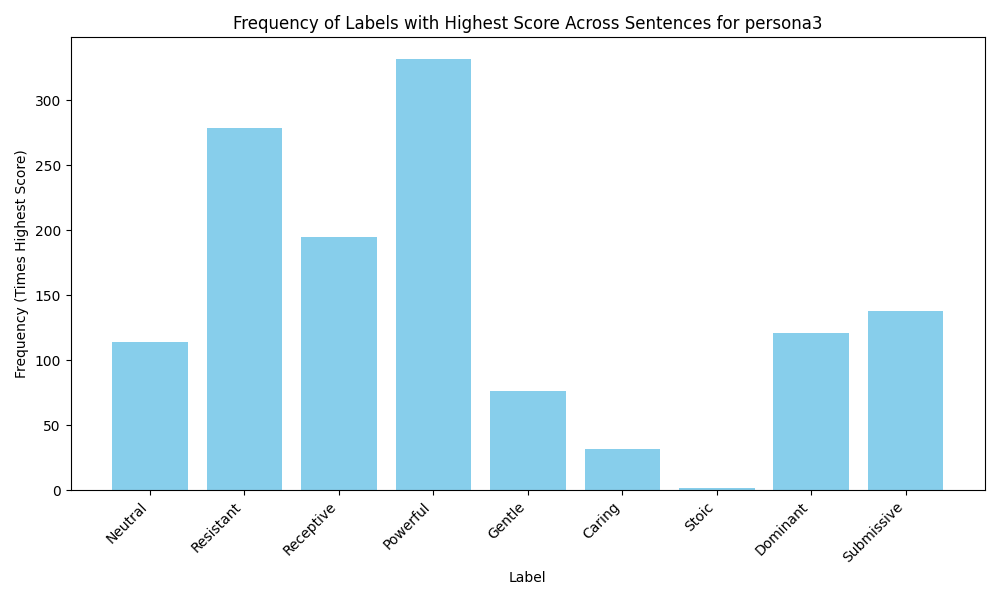 Frequency of Labels with Highest Score Across Sentences for persona3
Frequency (Times Highest Score)
300
250
200
150
100
50
0
Neutral
Resistant
Receptive
Powerful
Gentle
Caring
Stoic
Dominant
Submissive
Label